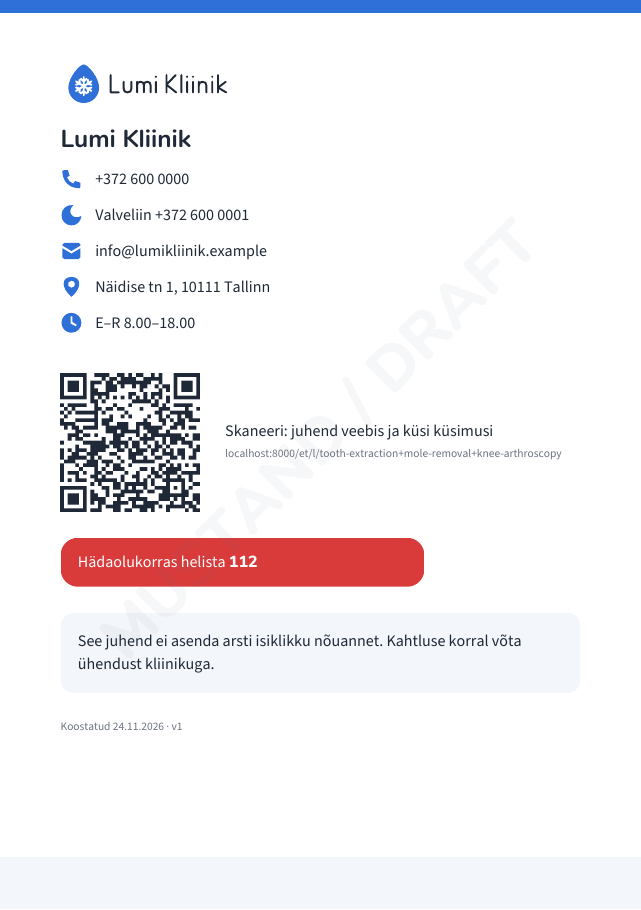 Lumi Kliinik
Lumi Kliinik
+372 600 0000
Valveliin +372 600 0001
info@lumikliinik.example
Näidise tn 1, 10111 Tallinn
E–R 8.00–18.00
Skaneeri: juhend veebis ja küsi küsimusi
localhost:8000/et/l/tooth-extraction+mole-removal+knee-arthroscopy
Hädaolukorras helista 112
See juhend ei asenda arsti isiklikku nõuannet. Kahtluse korral võta
ühendust kliinikuga.
Koostatud 24.11.2026 · v1
MUSTAND / DRAFT